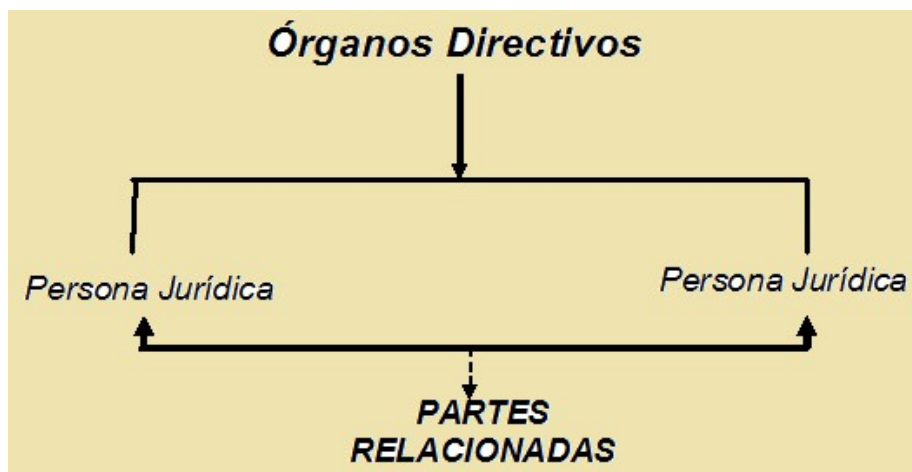 Órganos Directivos
Persona Jurídica
Persona Jurídica
PARTES
RELACIONADAS